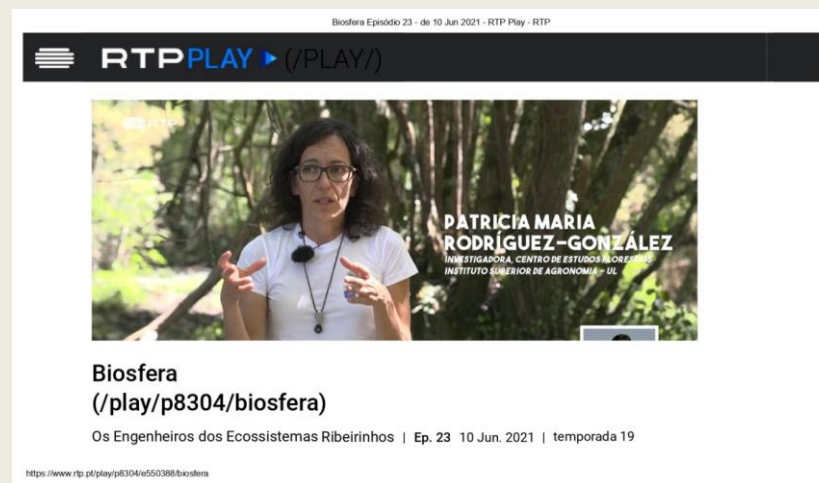 Biosfera Episódio 23 - de 10 Jun 2021 - RTP Play - RTP
RTPPLAY (/PLAY/)
RTP
PATRICIA MARIA
RODRÍGUEZ-GONZÁLEZ
INVESTIGADORA, CENTRO DE ESTUDOS FLORESTAIS
INSTITUTO SUPERIOR DE AGRONOMIA - UL
Biosfera
(/play/p8304/biosfera)
Os Engenheiros dos Ecossistemas Ribeirinhos | Ep. 23 10 Jun. 2021 | temporada 19
https://www.rtp.pt/play/p8304/e550388/biosfera